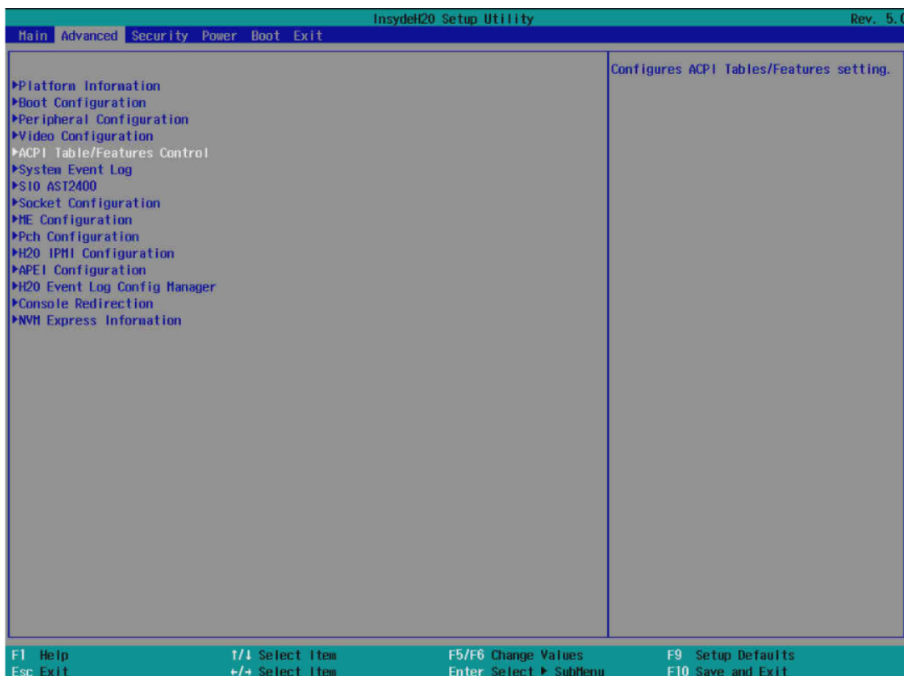 InsydeH20 Setup Utility Rev. 5.0
Main Advanced Security Power Boot Exit
Configures ACPI Tables/Features setting.
▶Platform Information
▶Boot Configuration
▶Peripheral Configuration
▶Video Configuration
▶ACPI Table/Features Control
▶System Event Log
▶SIO AST2400
▶Socket Configuration
▶ME Configuration
▶Pch Configuration
▶H20 IPMI Configuration
▶APEI Configuration
▶H20 Event Log Config Manager
▶Console Redirection
▶NVM Express Information
F1 Help ↑/↓ Select Item F5/F6 Change Values F9 Setup Defaults
Esc Exit ←/→ Select Item Enter Select ▶ SubMenu F10 Save and Exit